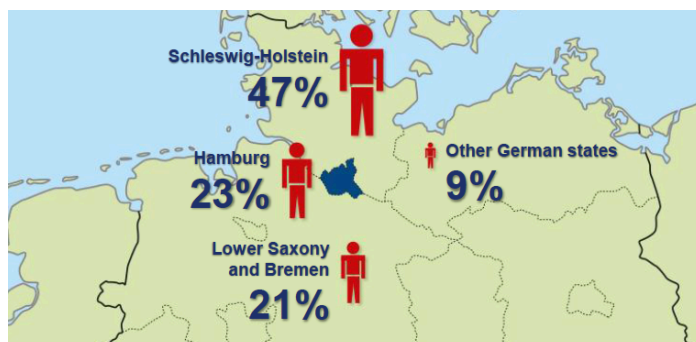 Schleswig-Holstein
47%
Hamburg
23%
Other German states
9%
Lower Saxony
and Bremen
21%